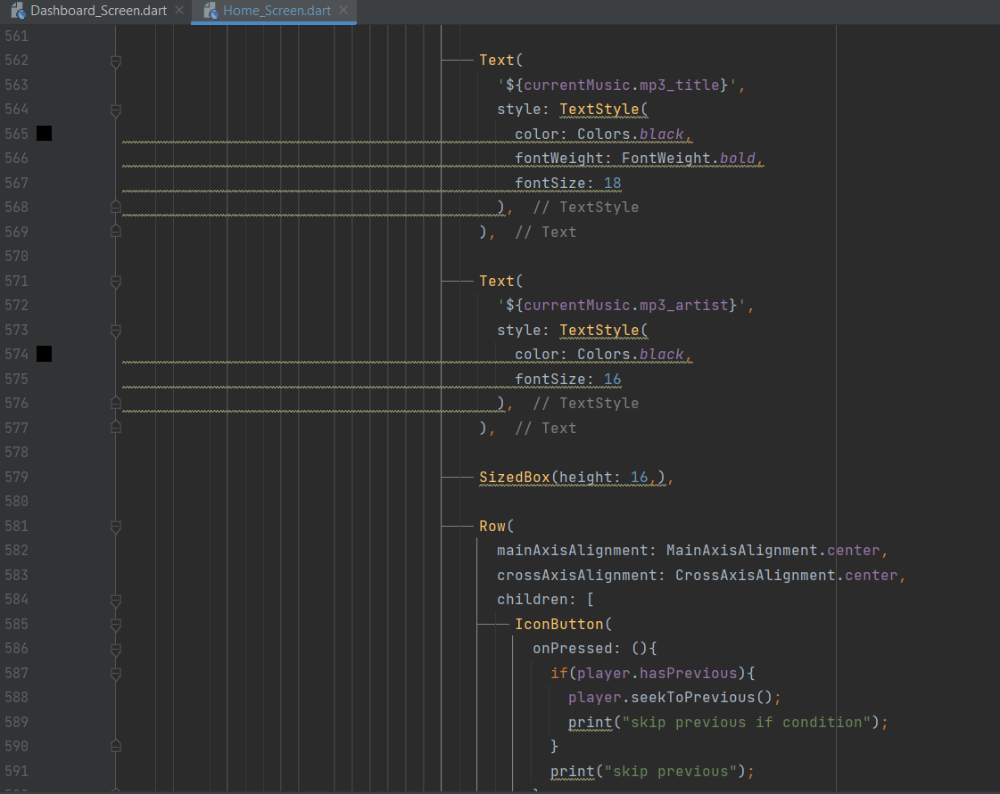 Dashboard_Screen.dart Home_Screen.dart
561
562 Text(
563 '${currentMusic.mp3_title}',
564 style: TextStyle(
565 color: Colors.black,
566 fontWeight: FontWeight.bold,
567 fontSize: 18
568 ), // TextStyle
569 ), // Text
570
571 Text(
572 '${currentMusic.mp3_artist}',
573 style: TextStyle(
574 color: Colors.black,
575 fontSize: 16
576 ), // TextStyle
577 ), // Text
578
579 SizedBox(height: 16,),
580
581 Row(
582 mainAxisAlignment: MainAxisAlignment.center,
583 crossAxisAlignment: CrossAxisAlignment.center,
584 children: [
585 IconButton(
586 onPressed: (){
587 if(player.hasPrevious){
588 player.seekToPrevious();
589 print("skip previous if condition");
590 }
591 print("skip previous");